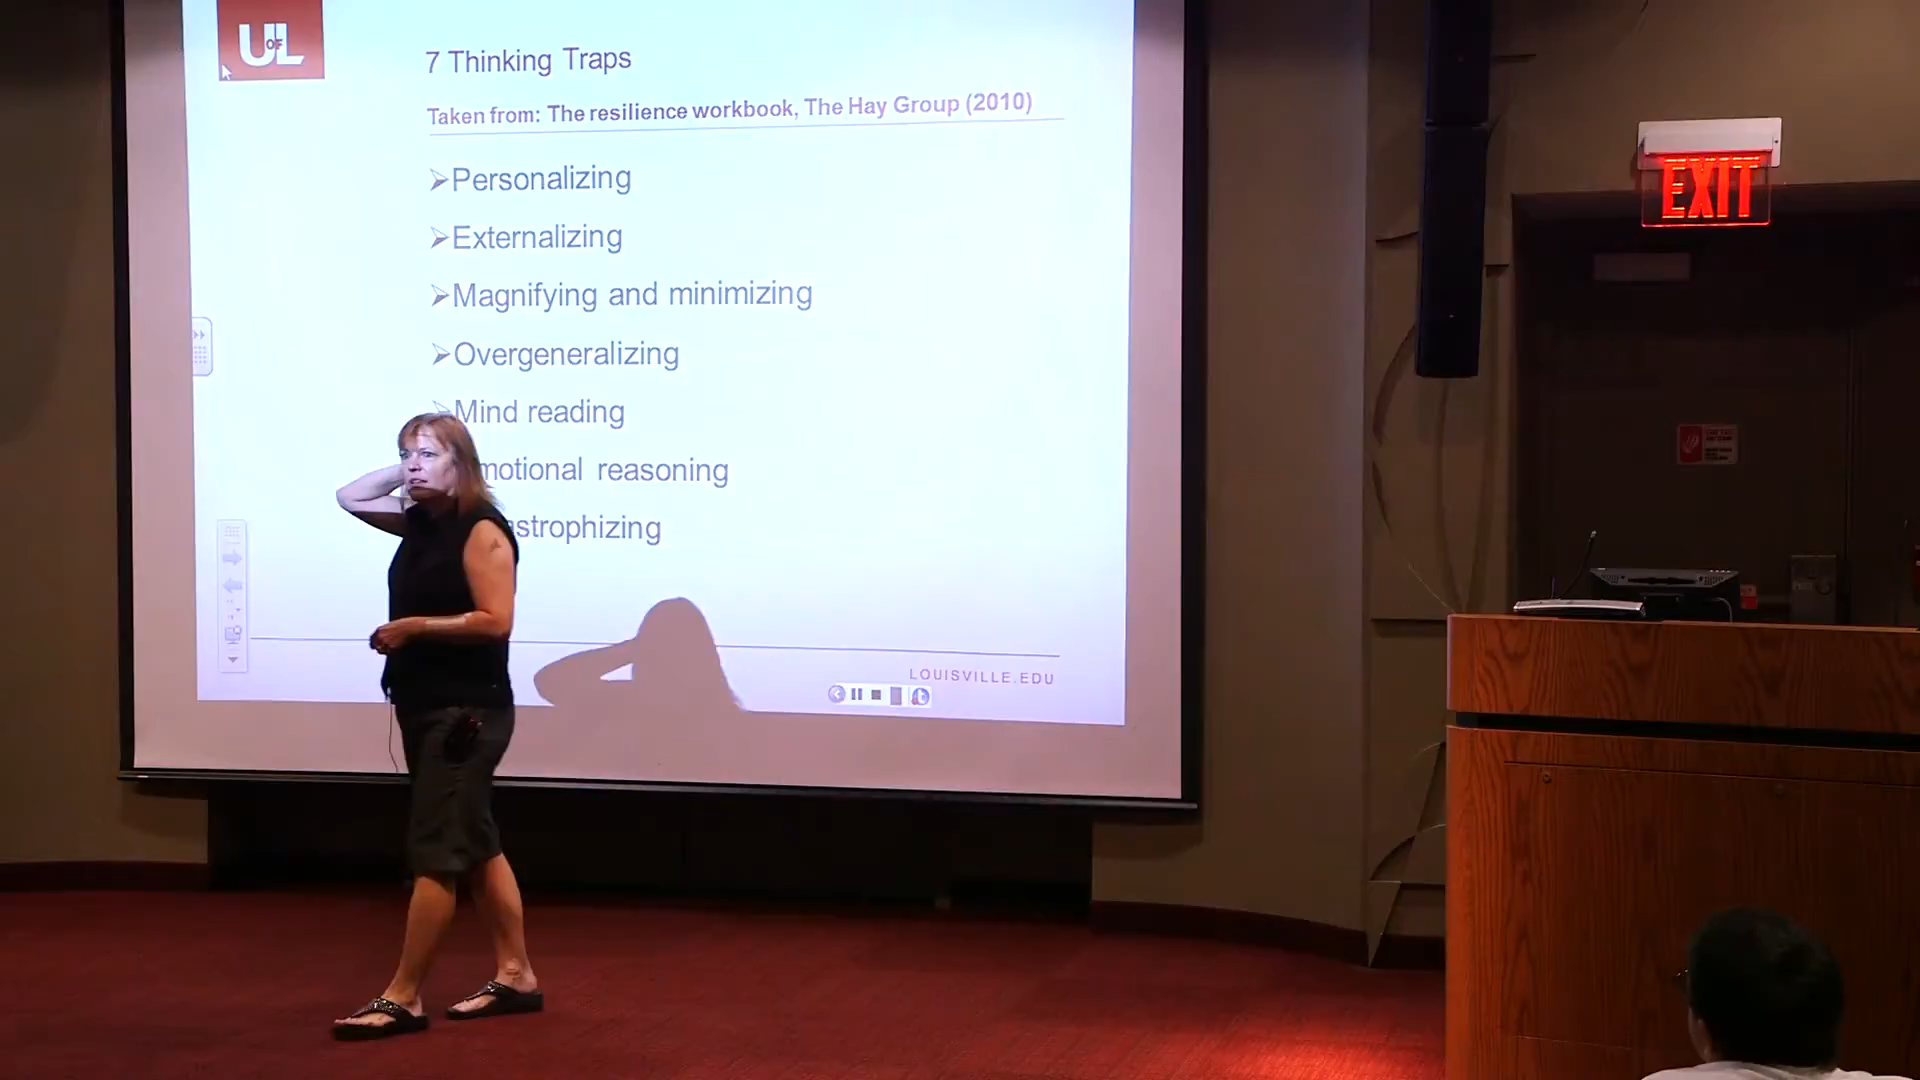 UofL
7 Thinking Traps
Taken from: The resilience workbook, The Hay Group (2010)
Personalizing
Externalizing
Magnifying and minimizing
Overgeneralizing
Mind reading
motional reasoning
astrophizing
LOUISVILLE.EDU
EXIT